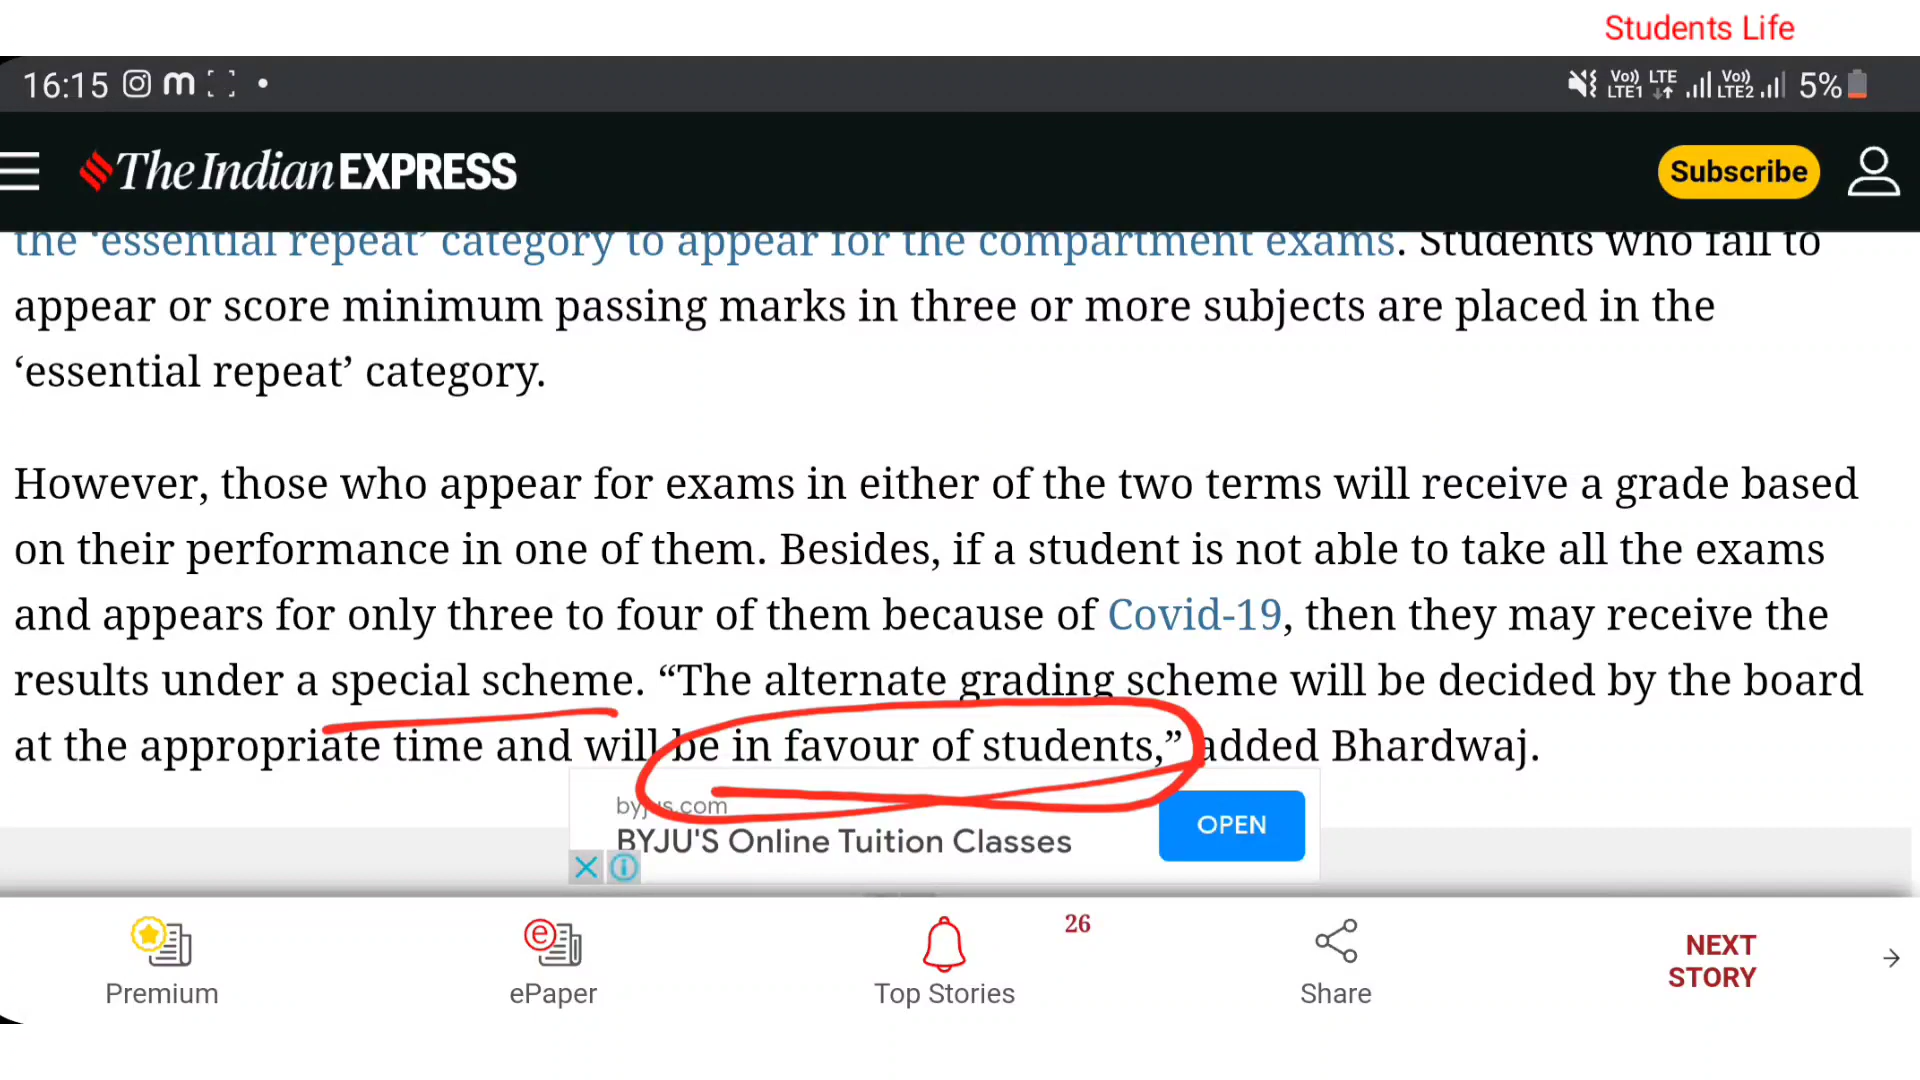 Students Life
16:15
Vo)) LTE Vo)) 5%
LTE1 LTE2
The Indian EXPRESS
Subscribe
the ‘essential repeat’ category to appear for the compartment exams. Students who fail to
appear or score minimum passing marks in three or more subjects are placed in the
‘essential repeat’ category.
However, those who appear for exams in either of the two terms will receive a grade based
on their performance in one of them. Besides, if a student is not able to take all the exams
and appears for only three to four of them because of Covid-19, then they may receive the
results under a special scheme. “The alternate grading scheme will be decided by the board
at the appropriate time and will be in favour of students,” added Bhardwaj.
byjus.com
BYJU'S Online Tuition Classes
OPEN
26
Premium
ePaper
Top Stories
Share
NEXT
STORY